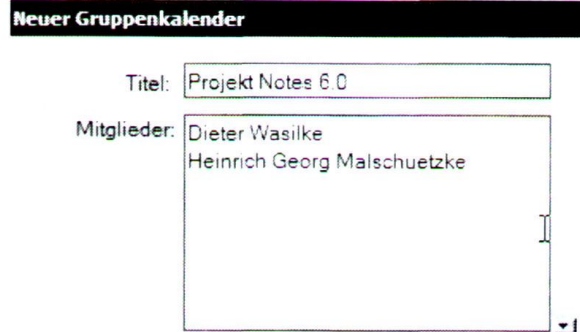 Neuer Gruppenkalender
Titel: Projekt Notes 6.0
Mitglieder: Dieter Wasilke
Heinrich Georg Malschuetzke